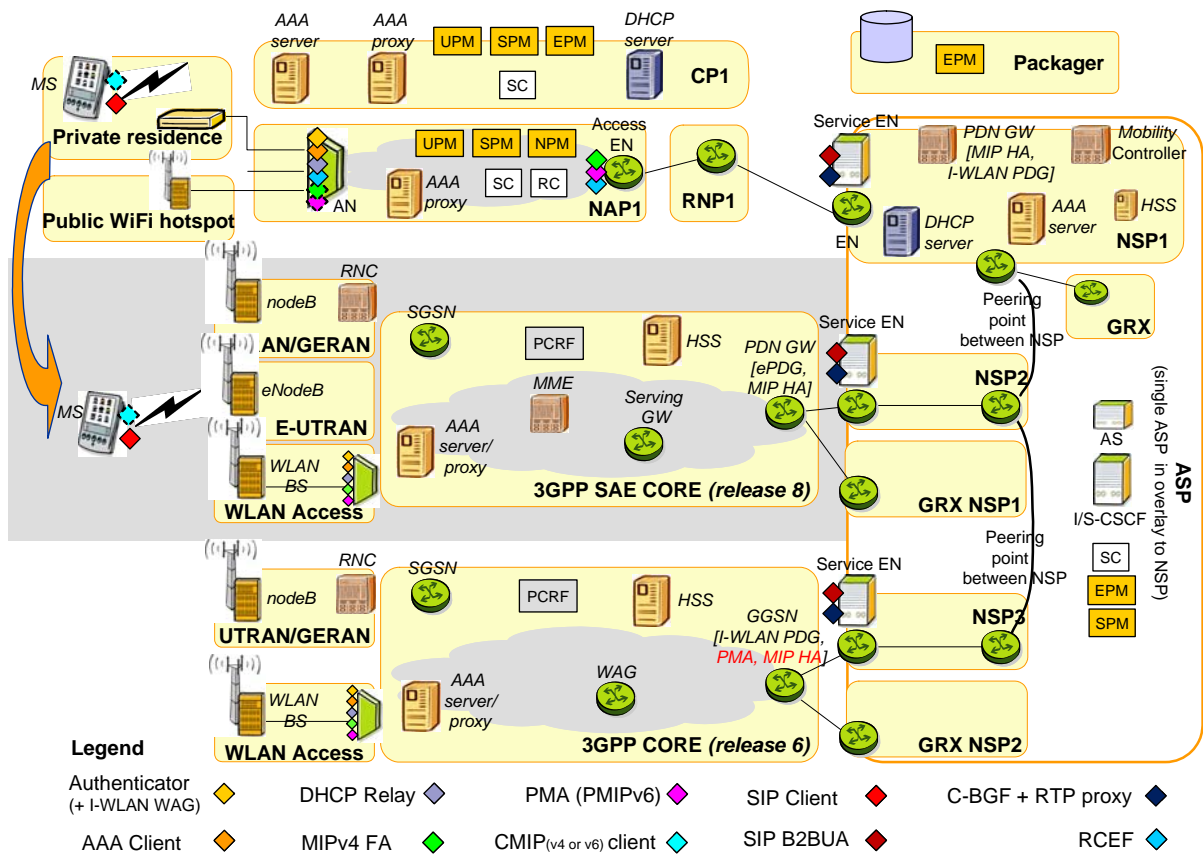 AAA
server
AAA
proxy
UPM
SPM
EPM
SC
DHCP
server
CP1
EPM
Packager
MS
Private residence
Public WiFi hotspot
AN
UPM
SPM
NPM
AAA
proxy
SC
RC
Access
EN
NAP1
RNP1
Service EN
EN
PDN GW
[MIP HA,
I-WLAN PDG]
Mobility
Controller
DHCP
server
AAA
server
HSS
NSP1
Peering
point
between NSP
GRX
RNC
nodeB
AN/GERAN
eNodeB
E-UTRAN
MS
WLAN
BS
WLAN Access
SGSN
PCRF
HSS
MME
Serving
GW
AAA
server/
proxy
PDN GW
[ePDG,
MIP HA]
3GPP SAE CORE (release 8)
Service EN
NSP2
GRX NSP1
Peering
point
between NSP
AS
I/S-CSCF
SC
EPM
SPM
ASP
(single ASP in overlay to NSP)
RNC
nodeB
UTRAN/GERAN
WLAN
BS
WLAN Access
SGSN
PCRF
HSS
WAG
AAA
server/
proxy
GGSN
[I-WLAN PDG,
PMA, MIP HA]
3GPP CORE (release 6)
Service EN
NSP3
GRX NSP2
Legend
Authenticator
(+ I-WLAN WAG)
DHCP Relay
PMA (PMIPv6)
SIP Client
C-BGF + RTP proxy
AAA Client
MIPv4 FA
CMIP(v4 or v6) client
SIP B2BUA
RCEF